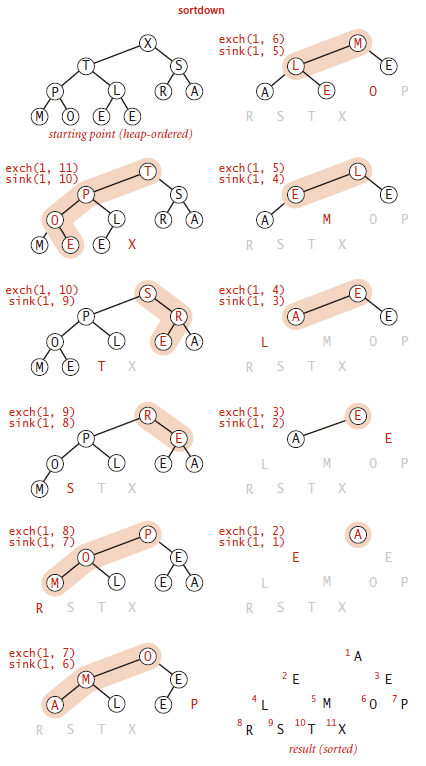 sortdown
X
T S
P L R A
M O E E
starting point (heap-ordered)
exch(1, 11)
sink(1, 10)
T
P S
O L R A
M E E X
exch(1, 10)
sink(1, 9)
S
P R
O L E A
M E T X
exch(1, 9)
sink(1, 8)
R
P E
O L E A
M S T X
exch(1, 8)
sink(1, 7)
P
O E
M L E A
R S T X
exch(1, 7)
sink(1, 6)
O
M E
A L E P
R S T X
exch(1, 6)
sink(1, 5)
M
L E
A E O P
R S T X
exch(1, 5)
sink(1, 4)
L
E E
A M O P
R S T X
exch(1, 4)
sink(1, 3)
E
A E
L M O P
R S T X
exch(1, 3)
sink(1, 2)
E
A E
L M O P
R S T X
exch(1, 2)
sink(1, 1)
A
E E
L M O P
R S T X
1 A
2 E 3 E
4 L 5 M 6 O 7 P
8 R 9 S 10 T 11 X
result (sorted)